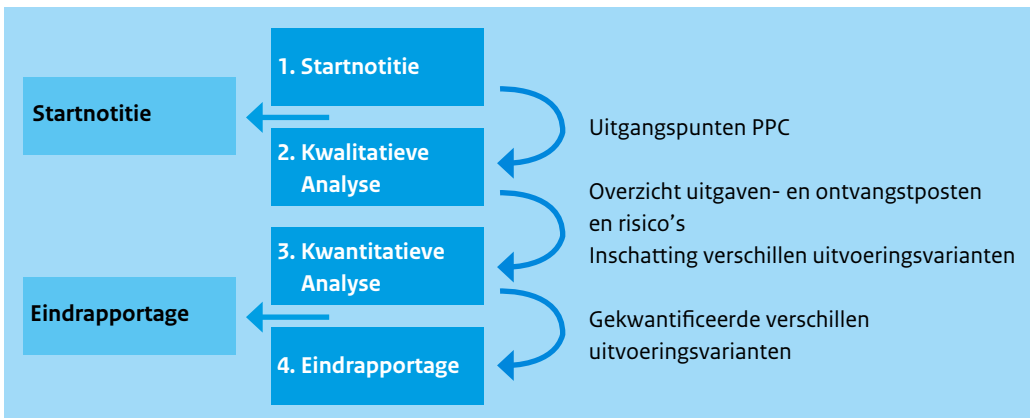 Startnotitie
1. Startnotitie
2. Kwalitatieve
Analyse
3. Kwantitatieve
Analyse
4. Eindrapportage
Eindrapportage
Uitgangspunten PPC
Overzicht uitgaven- en ontvangstposten
en risico’s
Inschatting verschillen uitvoeringsvarianten
Gekwantificeerde verschillen
uitvoeringsvarianten